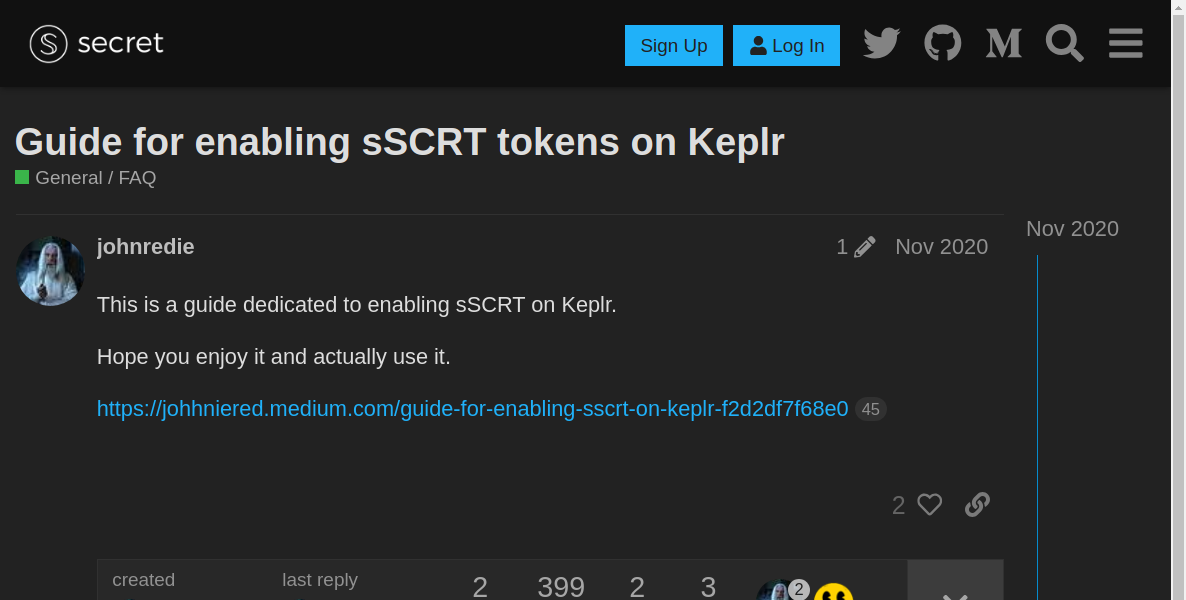 secret
Sign Up
Log In
Guide for enabling sSCRT tokens on Keplr
General / FAQ
Nov 2020
johnredie
1
Nov 2020
This is a guide dedicated to enabling sSCRT on Keplr.
Hope you enjoy it and actually use it.
https://johhniered.medium.com/guide-for-enabling-sscrt-on-keplr-f2d2df7f68e0 45
2
created
last reply
2
399
2
3
2